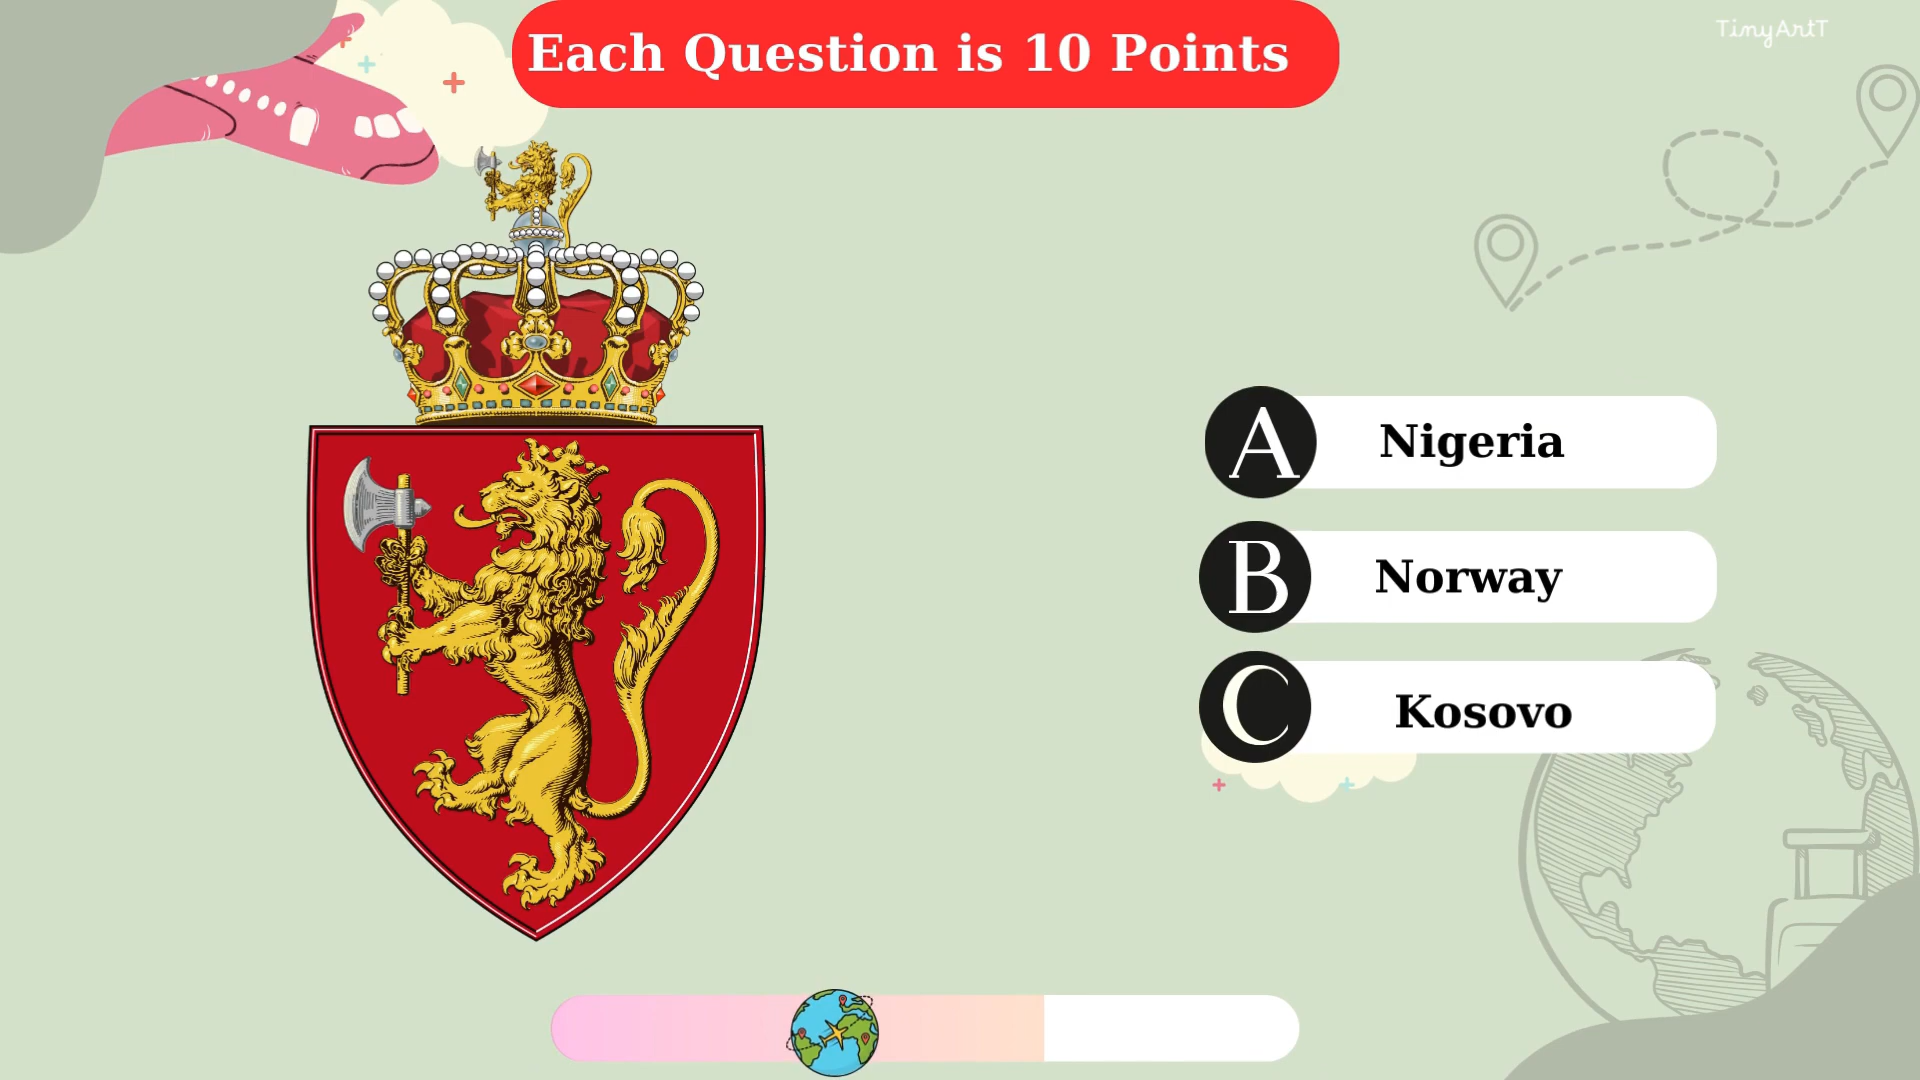 Each Question is 10 Points
TinyArtT
A Nigeria
B Norway
C Kosovo